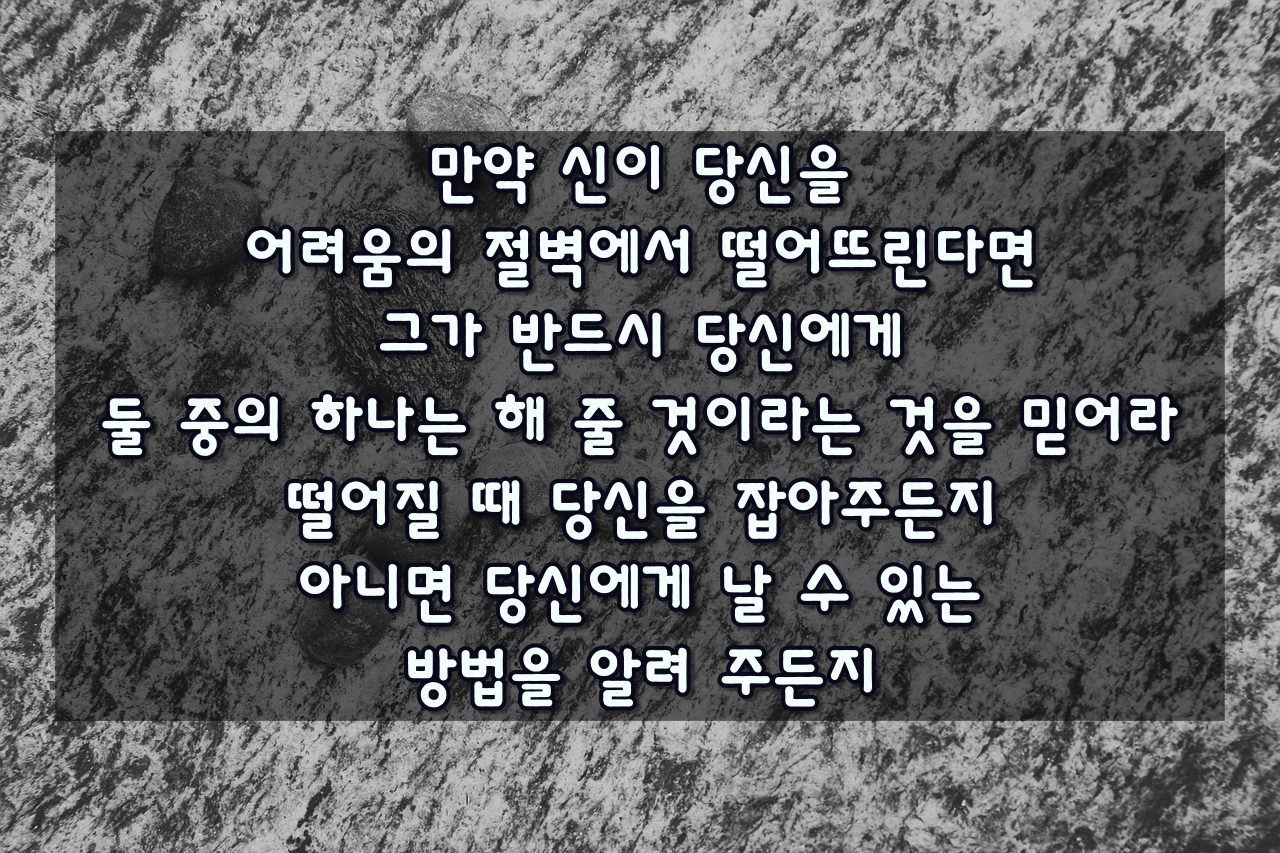 만약 신이 당신을
어려움의 절벽에서 떨어뜨린다면
그가 반드시 당신에게
둘 중의 하나는 해 줄 것이라는 것을 믿어라
떨어질 때 당신을 잡아주든지
아니면 당신에게 날 수 있는
방법을 알려 주든지